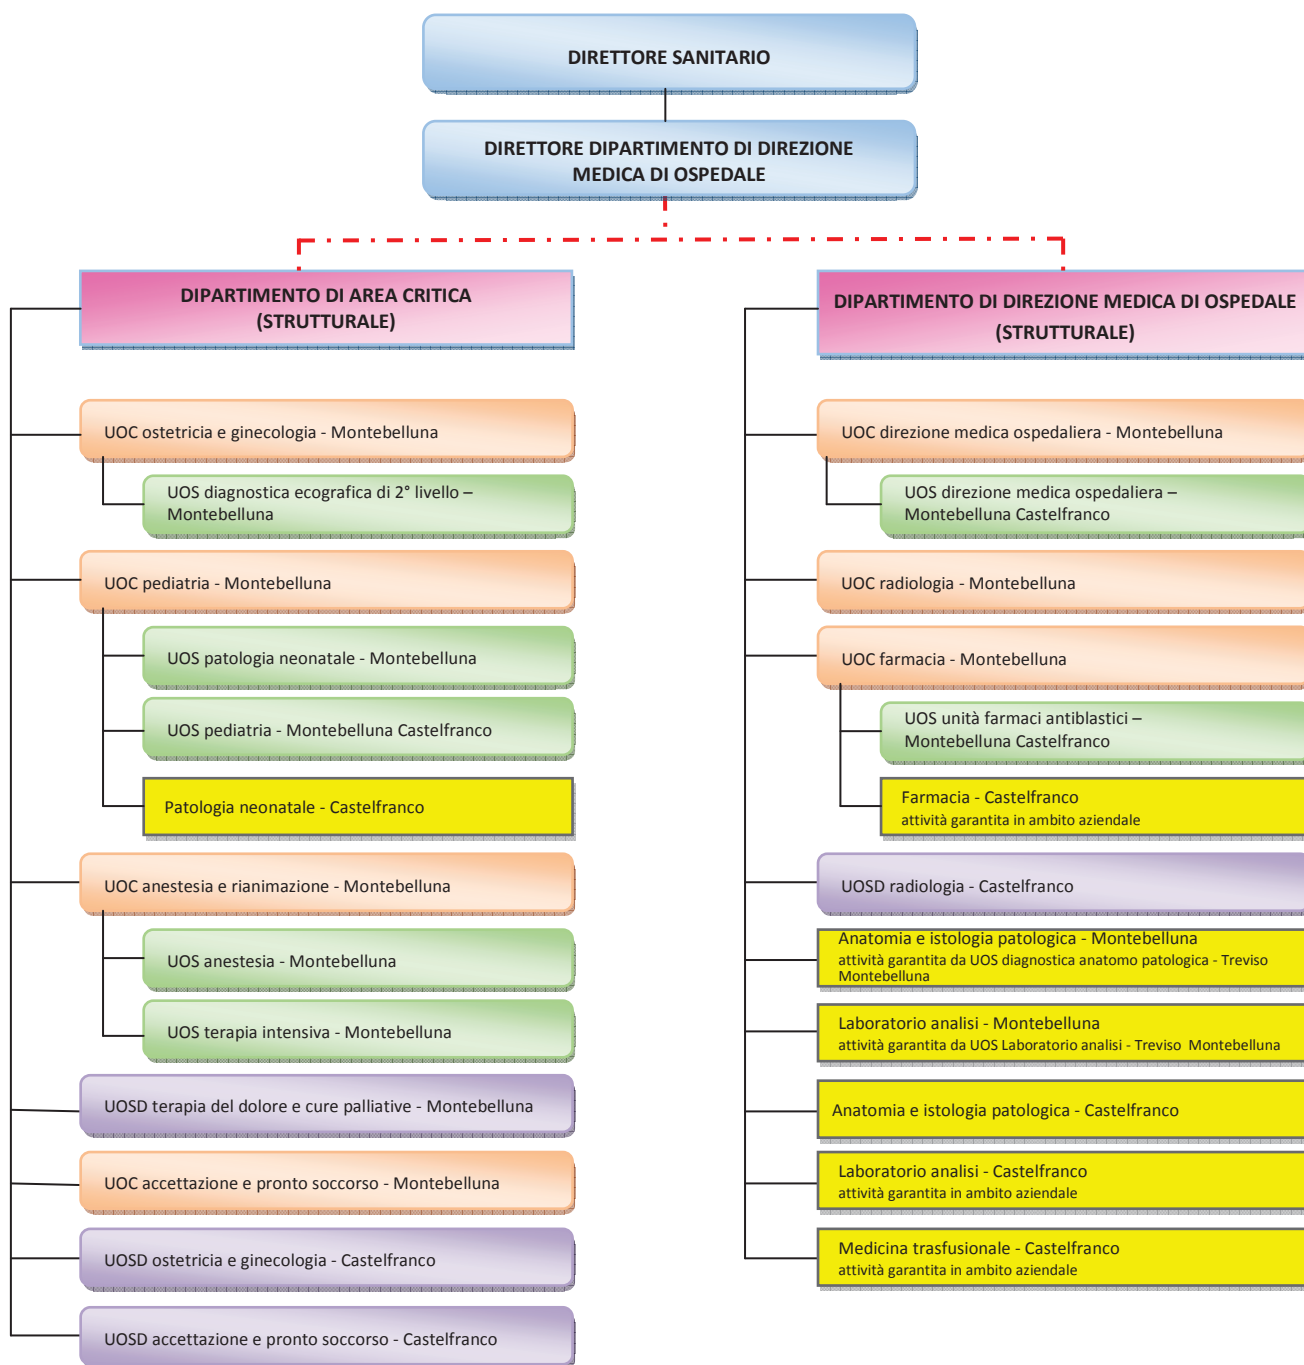 DIRETTORE SANITARIO
DIRETTORE DIPARTIMENTO DI DIREZIONE
MEDICA DI OSPEDALE
DIPARTIMENTO DI AREA CRITICA
(STRUTTURALE)
UOC ostetricia e ginecologia - Montebelluna
UOS diagnostica ecografica di 2° livello –
Montebelluna
UOC pediatria - Montebelluna
UOS patologia neonatale - Montebelluna
UOS pediatria - Montebelluna Castelfranco
Patologia neonatale - Castelfranco
UOC anestesia e rianimazione - Montebelluna
UOS anestesia - Montebelluna
UOS terapia intensiva - Montebelluna
UOSD terapia del dolore e cure palliative - Montebelluna
UOC accettazione e pronto soccorso - Montebelluna
UOSD ostetricia e ginecologia - Castelfranco
UOSD accettazione e pronto soccorso - Castelfranco
DIPARTIMENTO DI DIREZIONE MEDICA DI OSPEDALE
(STRUTTURALE)
UOC direzione medica ospedaliera - Montebelluna
UOS direzione medica ospedaliera –
Montebelluna Castelfranco
UOC radiologia - Montebelluna
UOC farmacia - Montebelluna
UOS unità farmaci antiblastici –
Montebelluna Castelfranco
Farmacia - Castelfranco
attività garantita in ambito aziendale
UOSD radiologia - Castelfranco
Anatomia e istologia patologica - Montebelluna
attività garantita da UOS diagnostica anatomo patologica - Treviso
Montebelluna
Laboratorio analisi - Montebelluna
attività garantita da UOS Laboratorio analisi - Treviso Montebelluna
Anatomia e istologia patologica - Castelfranco
Laboratorio analisi - Castelfranco
attività garantita in ambito aziendale
Medicina trasfusionale - Castelfranco
attività garantita in ambito aziendale